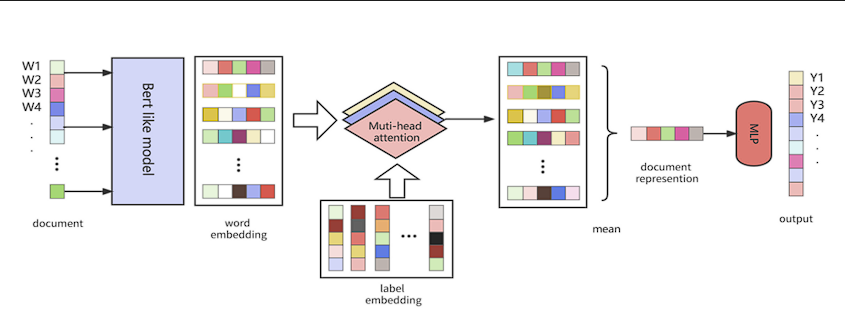 W1
W2
W3
W4
.
.
.
...
document
Bert like model
...
word
embedding
Muti-head
attention
...
label
embedding
...
mean
document
represention
MLP
Y1
Y2
Y3
Y4
.
.
.
output